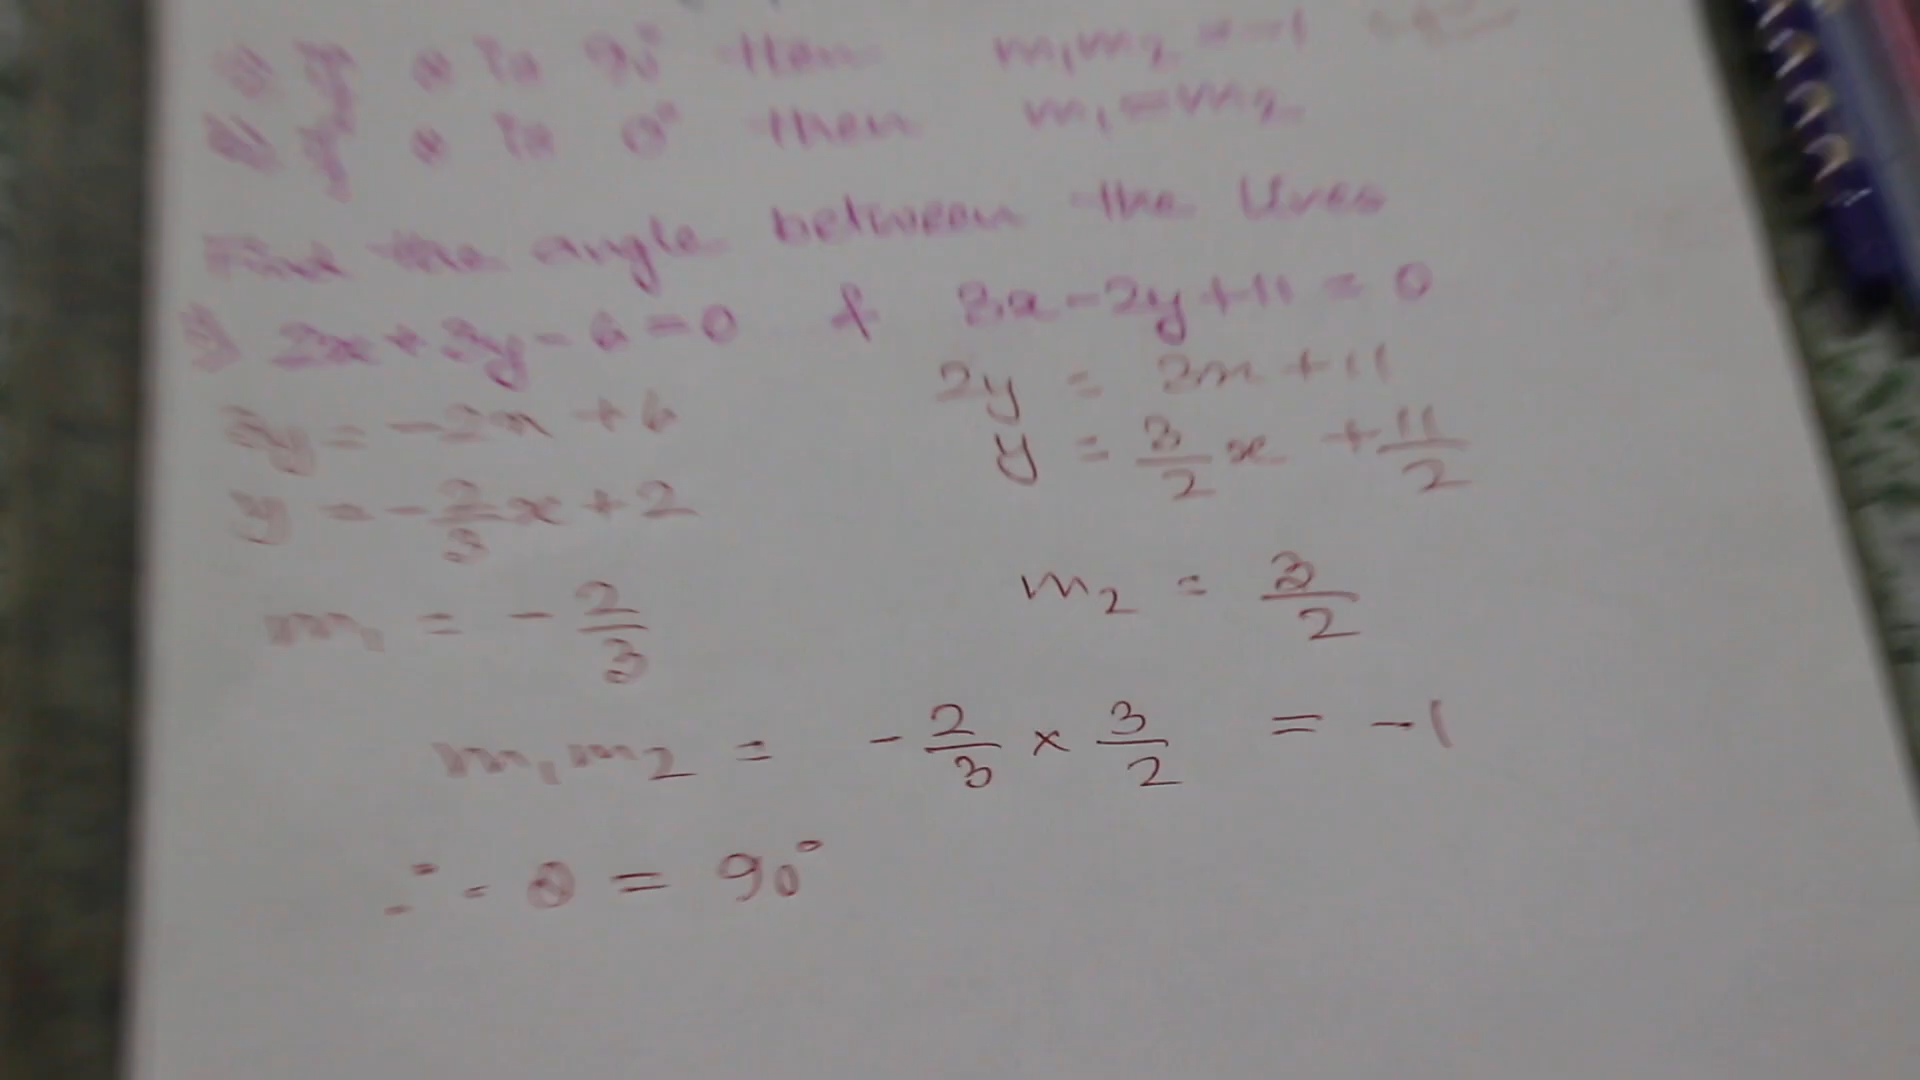 If θ is 90° then m₁m₂ = -1
If θ is 0° then m₁ = m₂
Find the angle between the lines
2x + 3y - 6 = 0 & 3x - 2y + 11 = 0
3y = -2x + 6 2y = 3x + 11
y = -2/3 x + 2 y = 3/2 x + 11/2
m₁ = -2/3 m₂ = 3/2
m₁m₂ = -2/3 × 3/2 = -1
∴ θ = 90°